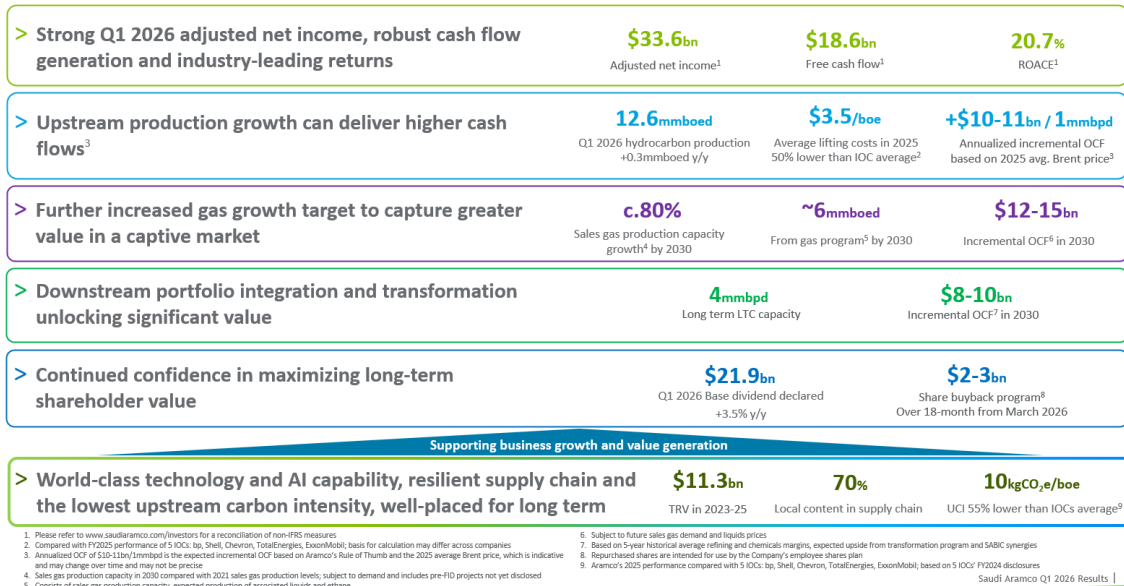 > Strong Q1 2026 adjusted net income, robust cash flow
generation and industry-leading returns
$33.6bn
Adjusted net income1
$18.6bn
Free cash flow1
20.7%
ROACE1
> Upstream production growth can deliver higher cash
flows3
12.6mmboed
Q1 2026 hydrocarbon production
+0.3mmboed y/y
$3.5/boe
Average lifting costs in 2025
50% lower than IOC average2
+$10-11bn / 1mmbpd
Annualized incremental OCF
based on 2025 avg. Brent price3
> Further increased gas growth target to capture greater
value in a captive market
c.80%
Sales gas production capacity
growth4 by 2030
~6mmboed
From gas program5 by 2030
$12-15bn
Incremental OCF6 in 2030
> Downstream portfolio integration and transformation
unlocking significant value
4mmbpd
Long term LTC capacity
$8-10bn
Incremental OCF7 in 2030
> Continued confidence in maximizing long-term
shareholder value
$21.9bn
Q1 2026 Base dividend declared
+3.5% y/y
$2-3bn
Share buyback program8
Over 18-month from March 2026
Supporting business growth and value generation
> World-class technology and AI capability, resilient supply chain and
the lowest upstream carbon intensity, well-placed for long term
$11.3bn
TRV in 2023-25
70%
Local content in supply chain
10kgCO2e/boe
UCI 55% lower than IOCs average9
1. Please refer to www.saudiaramco.com/investors for a reconciliation of non-IFRS measures
2. Compared with FY2025 performance of 5 IOCs: bp, Shell, Chevron, TotalEnergies, ExxonMobil; basis for calculation may differ across companies
3. Annualized OCF of $10-11bn/1mmbpd is the expected incremental OCF based on Aramco's Rule of Thumb and the 2025 average Brent price, which is indicative
and may change over time and may not be precise
4. Sales gas production capacity in 2030 compared with 2021 sales gas production levels; subject to demand and includes pre-FID projects not yet disclosed
5. Consists of sales gas production capacity, expected production of associated liquids and ethane
6. Subject to future sales gas demand and liquids prices
7. Based on 5-year historical average refining and chemicals margins, expected upside from transformation program and SABIC synergies
8. Repurchased shares are intended for use by the Company's employee shares plan
9. Aramco's 2025 performance compared with 5 IOCs: bp, Shell, Chevron, TotalEnergies, ExxonMobil; based on 5 IOCs' FY2024 disclosures
Saudi Aramco Q1 2026 Results |